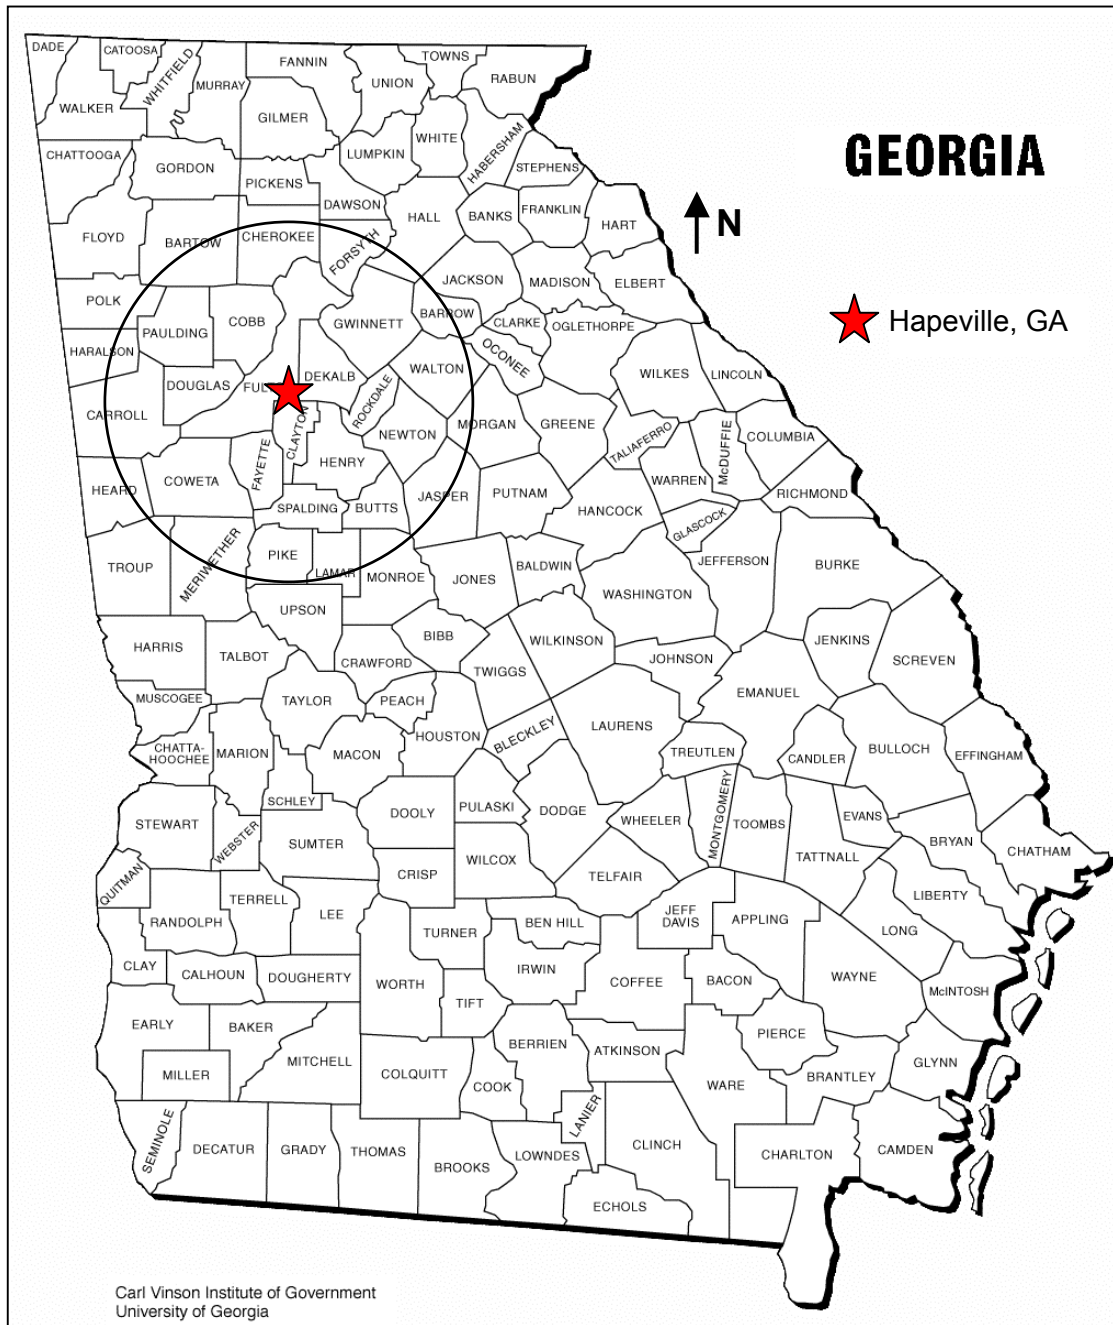 DADE
CATOOSA
WHITFIELD
MURRAY
FANNIN
UNION
TOWNS
RABUN
WALKER
GILMER
WHITE
HABERSHAM
LUMPKIN
STEPHENS
CHATTOOGA
GORDON
PICKENS
DAWSON
HALL
BANKS
FRANKLIN
HART
GEORGIA
N
FLOYD
BARTOW
CHEROKEE
FORSYTH
JACKSON
MADISON
ELBERT
POLK
PAULDING
COBB
GWINNETT
BARROW
CLARKE
OGLETHORPE
Hapeville, GA
HARALSON
OCONEE
DOUGLAS
FUL
DEKALB
ROCKDALE
WALTON
WILKES
LINCOLN
CARROLL
CLAYTON
NEWTON
MORGAN
GREENE
TALIAFERRO
McDUFFIE
COLUMBIA
HEARD
COWETA
FAYETTE
HENRY
JASPER
PUTNAM
WARREN
RICHMOND
SPALDING
BUTTS
HANCOCK
GLASCOCK
TROUP
MERIWETHER
PIKE
LAMAR
MONROE
JONES
BALDWIN
JEFFERSON
BURKE
WASHINGTON
UPSON
HARRIS
TALBOT
BIBB
WILKINSON
JENKINS
CRAWFORD
TWIGGS
JOHNSON
SCREVEN
MUSCOGEE
TAYLOR
PEACH
EMANUEL
CHATTA-
HOOCHEE
MARION
MACON
HOUSTON
BLECKLEY
LAURENS
TREUTLEN
CANDLER
BULLOCH
EFFINGHAM
SCHLEY
DOOLY
PULASKI
DODGE
MONTGOMERY
STEWART
WEBSTER
SUMTER
WHEELER
TOOMBS
EVANS
BRYAN
CHATHAM
QUITMAN
CRISP
WILCOX
TELFAIR
TATTNALL
RANDOLPH
TERRELL
LEE
LIBERTY
TURNER
BEN HILL
JEFF
DAVIS
APPLING
LONG
CLAY
CALHOUN
DOUGHERTY
WORTH
IRWIN
COFFEE
BACON
WAYNE
McINTOSH
TIFT
EARLY
BAKER
MITCHELL
BERRIEN
ATKINSON
PIERCE
GLYNN
MILLER
COLQUITT
COOK
WARE
BRANTLEY
SEMINOLE
DECATUR
GRADY
THOMAS
BROOKS
LOWNDES
LANIER
CLINCH
CHARLTON
CAMDEN
ECHOLS
Carl Vinson Institute of Government
University of Georgia